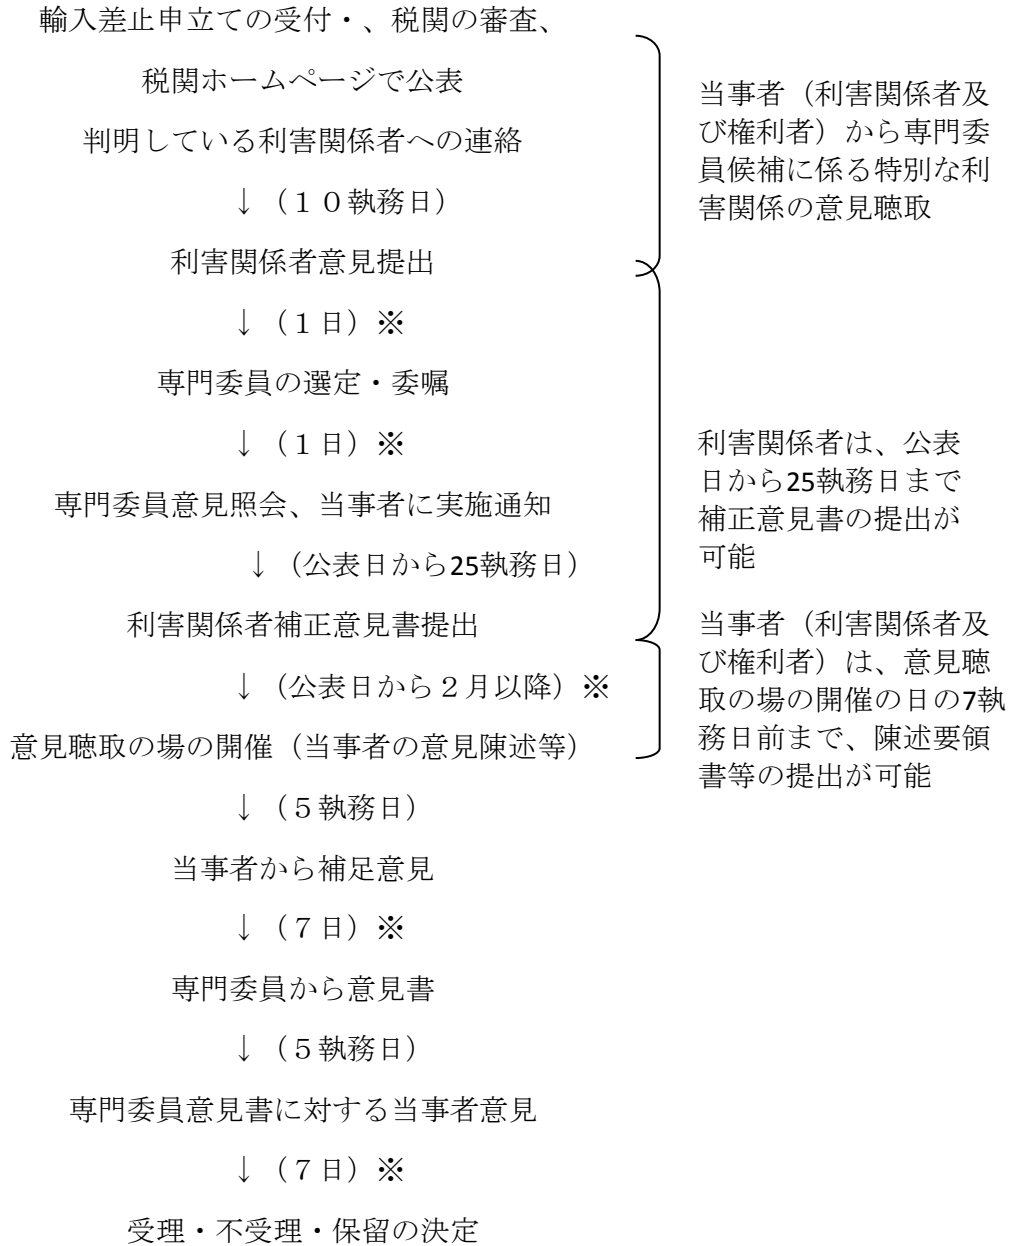 輸入差止申立ての受付・、税関の審査、
税関ホームページで公表
判明している利害関係者への連絡
↓（１０執務日）
利害関係者意見提出
↓（１日）※
専門委員の選定・委嘱
↓（１日）※
専門委員意見照会、当事者に実施通知
↓（公表日から25執務日）
利害関係者補正意見書提出
↓（公表日から２月以降）※
意見聴取の場の開催（当事者の意見陳述等）
↓（５執務日）
当事者から補足意見
↓（７日）※
専門委員から意見書
↓（５執務日）
専門委員意見書に対する当事者意見
↓（７日）※
受理・不受理・保留の決定
当事者（利害関係者及
び権利者）から専門委
員候補に係る特別な利
害関係の意見聴取
利害関係者は、公表
日から25執務日まで
補正意見書の提出が
可能
当事者（利害関係者及
び権利者）は、意見聴
取の場の開催の日の7執
務日前まで、陳述要領
書等の提出が可能